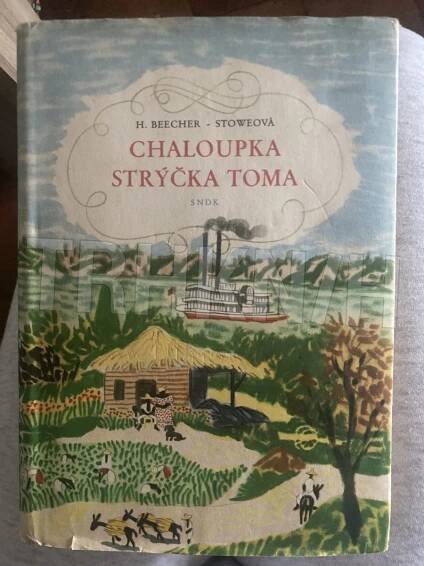 H. BEECHER - STOWEOVÁ
CHALOUPKA
STRÝČKA TOMA
SNDK